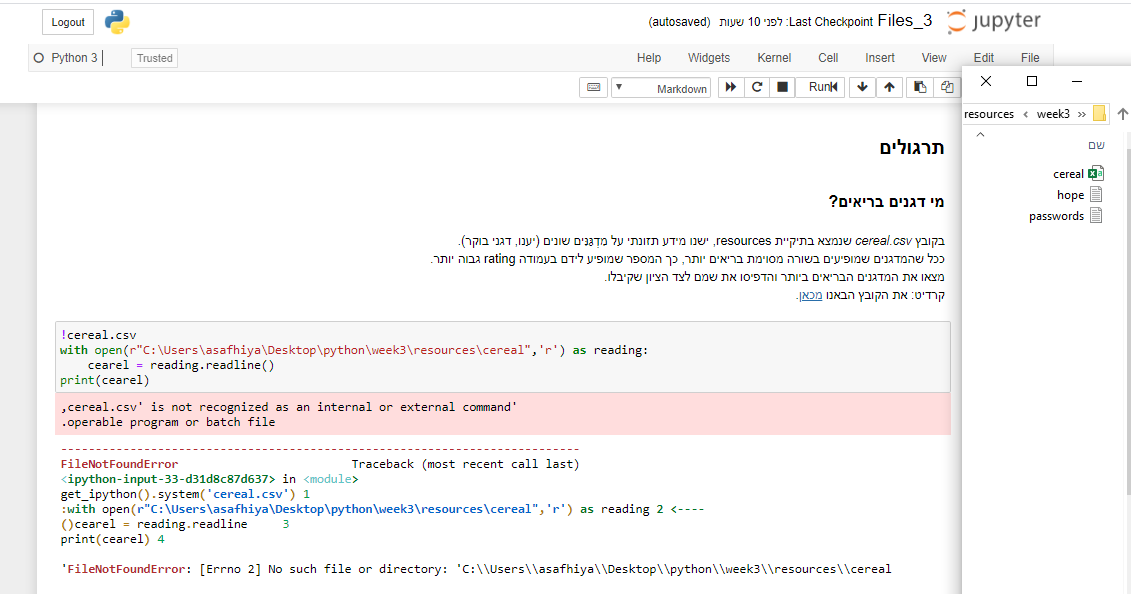 Logout
jupyter Files_3 Last Checkpoint: לפני 10 שעות (autosaved)
File Edit View Insert Cell Kernel Widgets Help Trusted Python 3
Run Markdown
תרגולים
מי דגנים בריאים?
בקובץ cereal.csv שנמצא בתיקיית resources, ישנו מידע תזונתי על מִדְגָּנִים שונים (יענו, דגני בוקר).
ככל שהמדגנים שמופיעים בשורה מסוימת בריאים יותר, כך המספר שמופיע לידם בעמודה rating גבוה יותר.
מצאו את המדגנים הבריאים ביותר והדפיסו את שמם לצד הציון שקיבלו.
קרדיט: את הקובץ הבאנו מכאן.
!cereal.csv
with open(r"C:\Users\asafhiya\Desktop\python\week3\resources\cereal",'r') as reading:
cearel = reading.readline()
print(cearel)
,cereal.csv' is not recognized as an internal or external command'
.operable program or batch file
---------------------------------------------------------------------------
FileNotFoundError Traceback (most recent call last)
<ipython-input-33-d31d8c87d637> in <module>
get_ipython().system('cereal.csv') 1
:with open(r"C:\Users\asafhiya\Desktop\python\week3\resources\cereal",'r') as reading 2 <----
()cearel = reading.readline 3
print(cearel) 4
'FileNotFoundError: [Errno 2] No such file or directory: 'C:\\Users\\asafhiya\\Desktop\\python\\week3\\resources\\cereal
resources ‹ week3 »
שם
cereal
hope
passwords